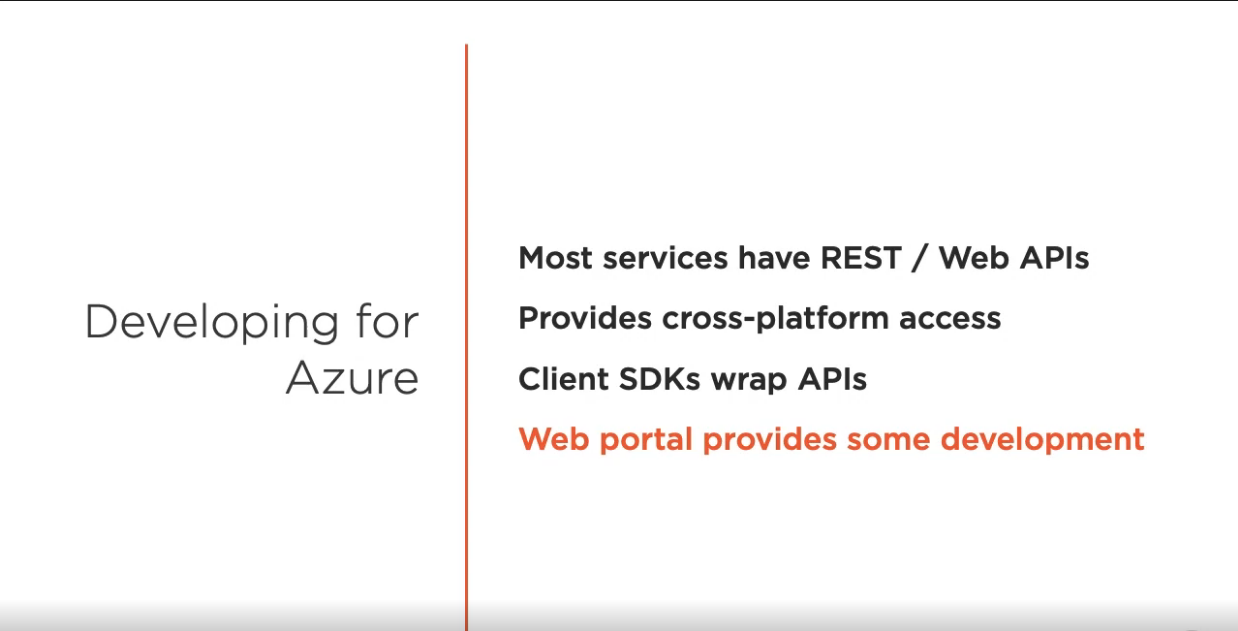 Developing for
Azure
Most services have REST / Web APIs
Provides cross-platform access
Client SDKs wrap APIs
Web portal provides some development